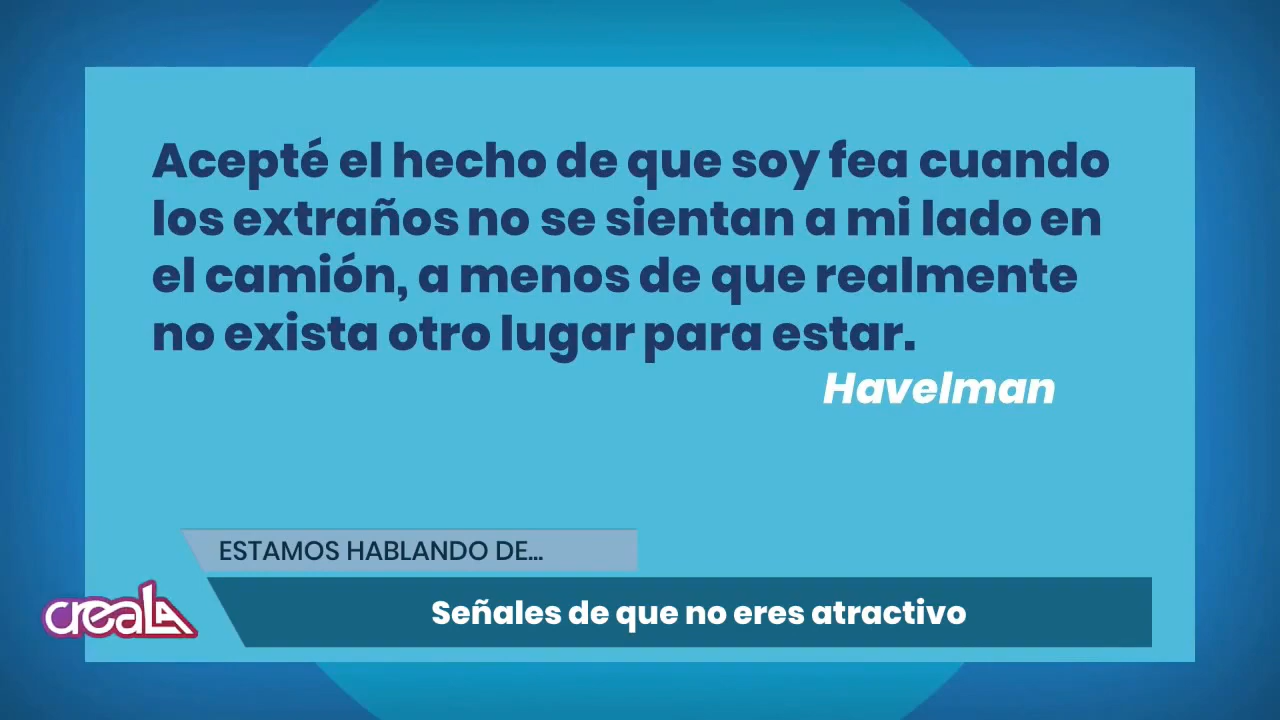 Acepté el hecho de que soy fea cuando
los extraños no se sientan a mi lado en
el camión, a menos de que realmente
no exista otro lugar para estar.
Havelman
ESTAMOS HABLANDO DE...
Señales de que no eres atractivo
creaLA